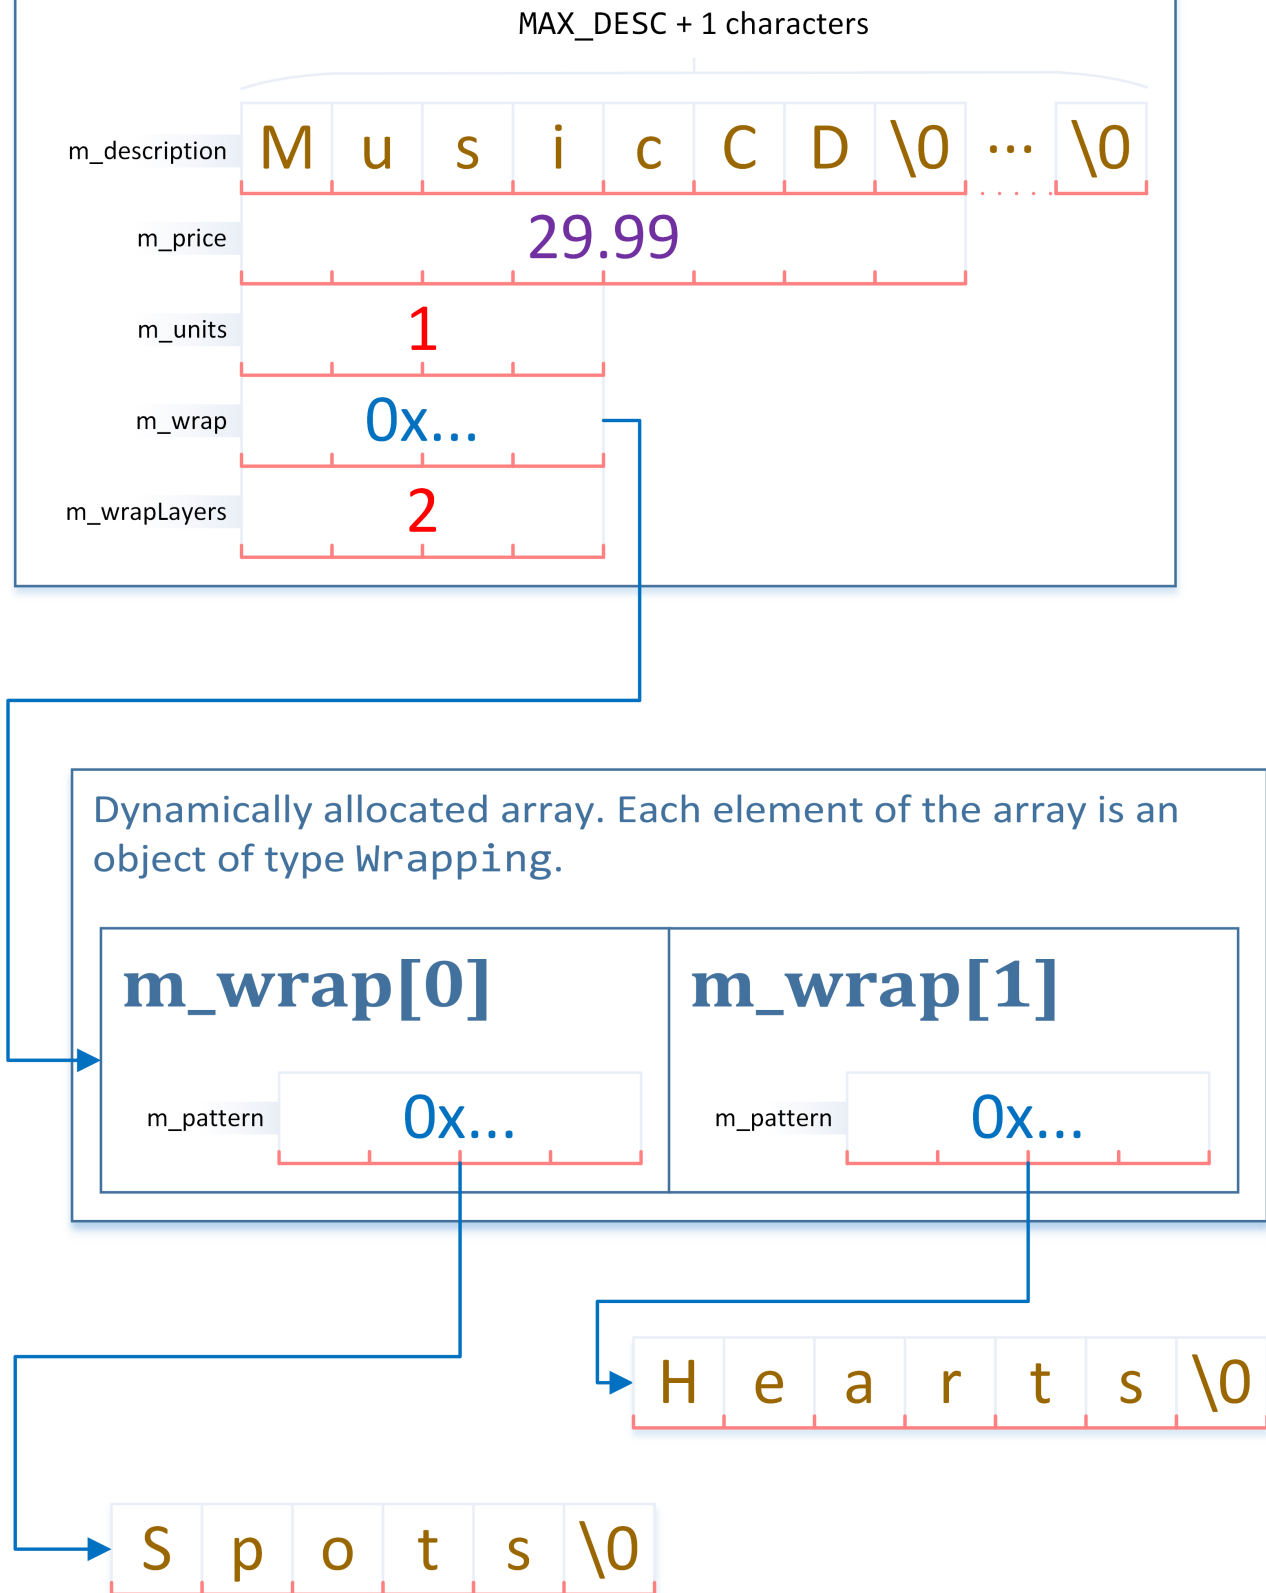 MAX_DESC + 1 characters
m_description M u s i c C D \0 ... \0
m_price 29.99
m_units 1
m_wrap 0x...
m_wrapLayers 2
Dynamically allocated array. Each element of the array is an
object of type Wrapping.
m_wrap[0] m_wrap[1]
m_pattern 0x... m_pattern 0x...
H e a r t s \0
S p o t s \0